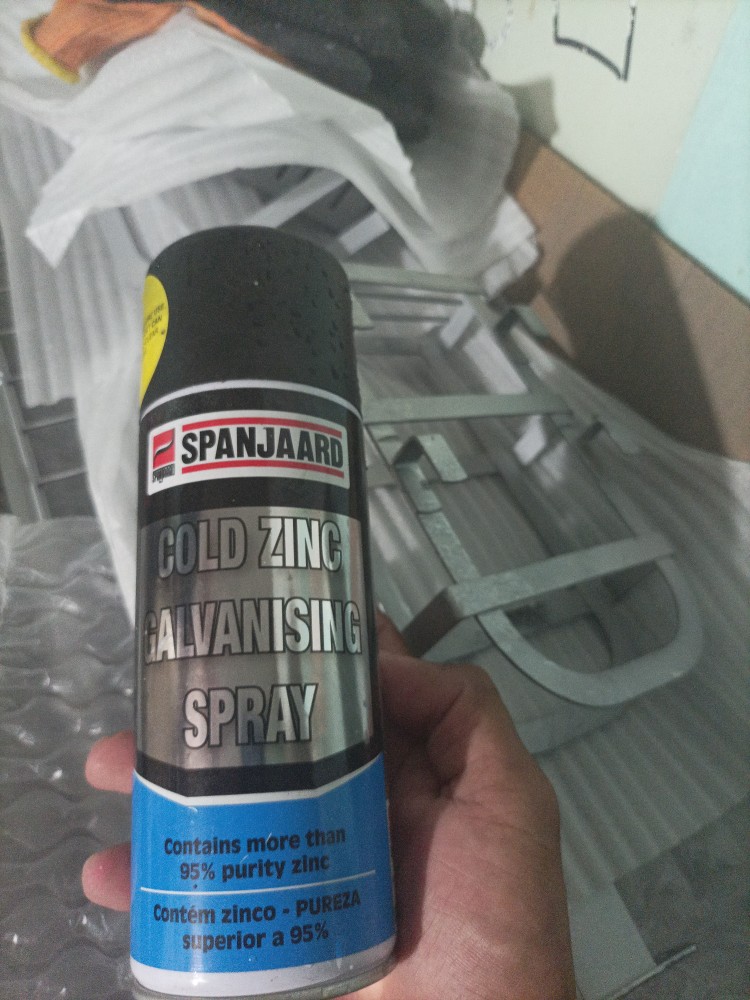 SPANJAARD
COLD ZINC
GALVANISING
SPRAY
Contains more than
95% purity zinc
Contém zinco - PUREZA
superior a 95%